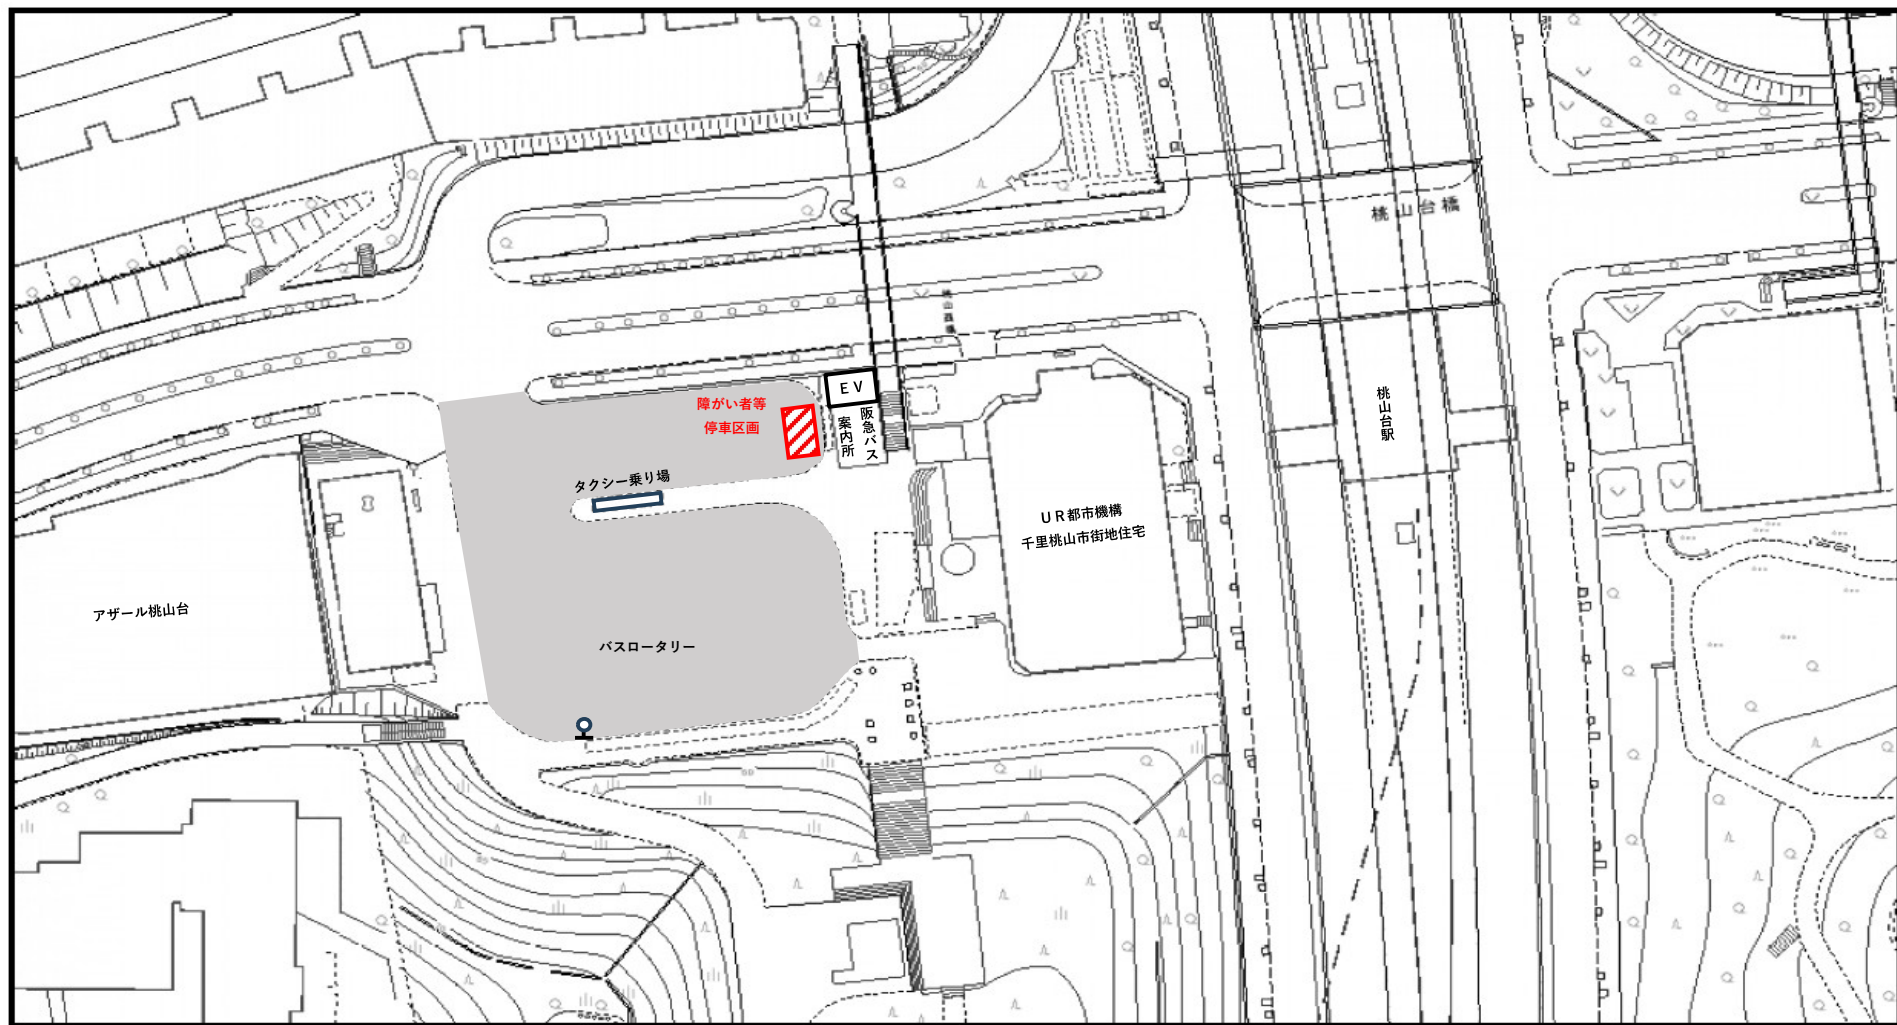 桃山台橋
桃山台駅
EV
阪急バス
案内所
障がい者等
停車区画
タクシー乗り場
UR都市機構
千里桃山市街地住宅
アザール桃山台
バスロータリー